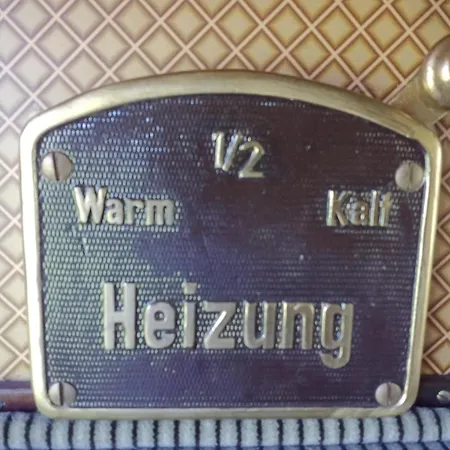 1/2
Warm Kalt
Heizung